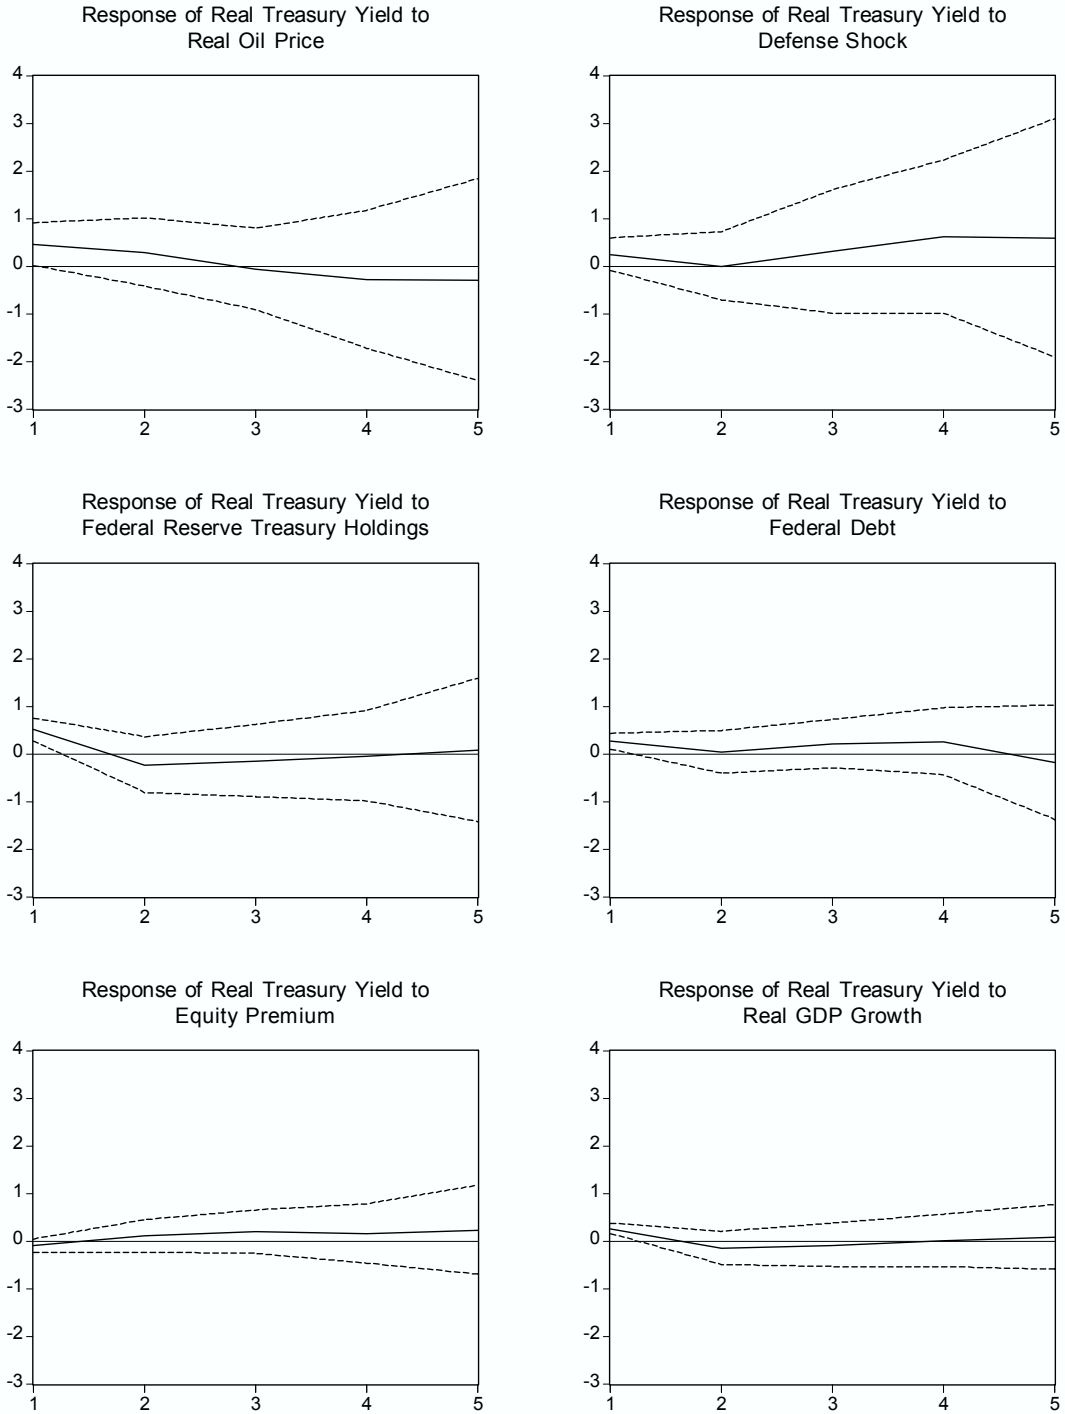 Response of Real Treasury Yield to
Real Oil Price
4
3
2
1
0
-1
-2
-3
1 2 3 4 5
Response of Real Treasury Yield to
Defense Shock
4
3
2
1
0
-1
-2
-3
1 2 3 4 5
Response of Real Treasury Yield to
Federal Reserve Treasury Holdings
4
3
2
1
0
-1
-2
-3
1 2 3 4 5
Response of Real Treasury Yield to
Federal Debt
4
3
2
1
0
-1
-2
-3
1 2 3 4 5
Response of Real Treasury Yield to
Equity Premium
4
3
2
1
0
-1
-2
-3
1 2 3 4 5
Response of Real Treasury Yield to
Real GDP Growth
4
3
2
1
0
-1
-2
-3
1 2 3 4 5